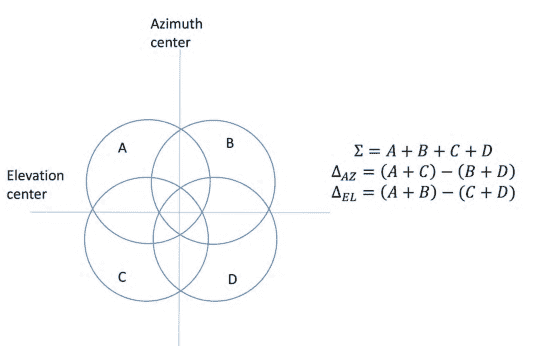 Azimuth
center
A
B
Elevation
center
C
D
Σ = A + B + C + D
Δ_AZ = (A + C) − (B + D)
Δ_EL = (A + B) − (C + D)